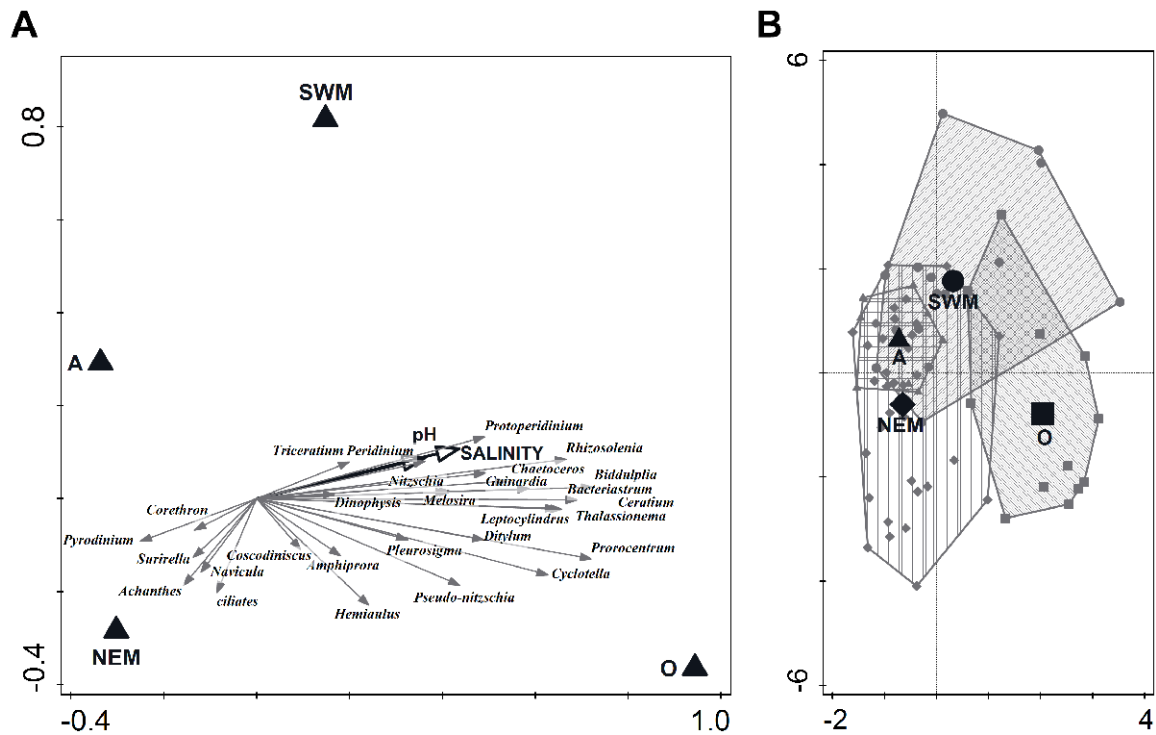 A
B
SWM
0.8
A
Protoperidinium
pH
Triceratium Peridinium
SALINITY
Rhizosolenia
Chaetoceros
Biddulplia
Nitzschia
Guinardia
Bacteriastrum
Dinophysis
Melosira
Ceratium
Corethron
Leptocylindrus
Thalassionema
Pyrodinium
Ditylum
Surirella
Coscodiniscus
Pleurosigma
Prorocentrum
Navicula
Amphiprora
Cyclotella
Achanthes
ciliates
Pseudo-nitzschia
Hemiaulus
NEM
O
-0.4
-0.4
1.0
6
SWM
A
NEM
O
-6
-2
4